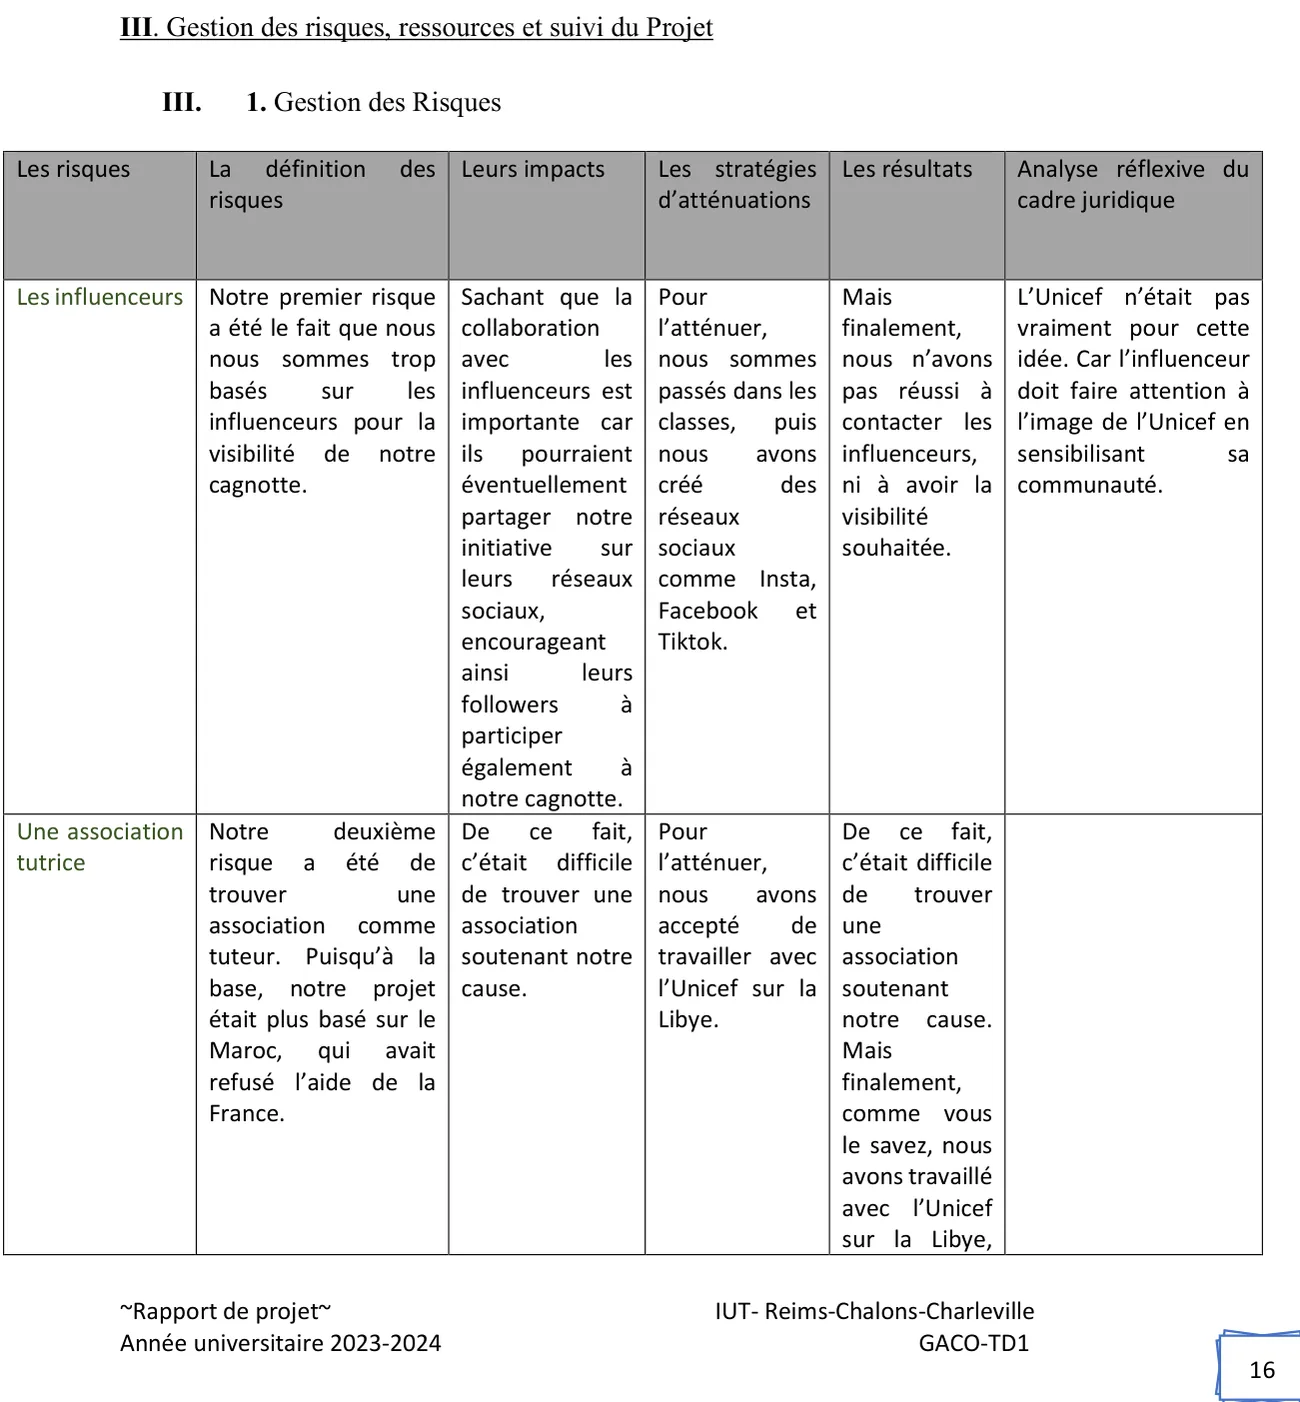 III. Gestion des risques, ressources et suivi du Projet
III. 1. Gestion des Risques
Les risques
La définition des
risques
Leurs impacts
Les stratégies
d’atténuations
Les résultats
Analyse réflexive du
cadre juridique
Les influenceurs
Notre premier risque
a été le fait que nous
nous sommes trop
basés sur les
influenceurs pour la
visibilité de notre
cagnotte.
Sachant que la
collaboration
avec les
influenceurs est
importante car
ils pourraient
éventuellement
partager notre
initiative sur
leurs réseaux
sociaux,
encourageant
ainsi leurs
followers à
participer
également à
notre cagnotte.
Pour
l’atténuer,
nous sommes
passés dans les
classes, puis
nous avons
créé des
réseaux
sociaux
comme Insta,
Facebook et
Tiktok.
Mais
finalement,
nous n’avons
pas réussi à
contacter les
influenceurs,
ni à avoir la
visibilité
souhaitée.
L’Unicef n’était pas
vraiment pour cette
idée. Car l’influenceur
doit faire attention à
l’image de l’Unicef en
sensibilisant sa
communauté.
Une association
tutrice
Notre deuxième
risque a été de
trouver une
association comme
tuteur. Puisqu’à la
base, notre projet
était plus basé sur le
Maroc, qui avait
refusé l’aide de la
France.
De ce fait,
c’était difficile
de trouver une
association
soutenant notre
cause.
Pour
l’atténuer,
nous avons
accepté de
travailler avec
l’Unicef sur la
Libye.
De ce fait,
c’était difficile
de trouver
une
association
soutenant
notre cause.
Mais
finalement,
comme vous
le savez, nous
avons travaillé
avec l’Unicef
sur la Libye,
~Rapport de projet~ IUT- Reims-Chalons-Charleville
Année universitaire 2023-2024 GACO-TD1
16